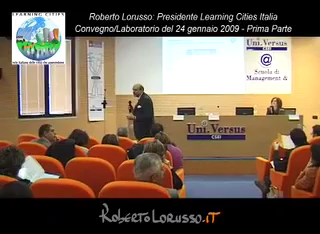 LEARNING CITIES
Roberto Lorusso: Presidente Learning Cities Italia
Convegno/Laboratorio del 24 gennaio 2009 - Prima Parte
Uni.Versus
CSEI
&
Scuola di
Management &
Uni.Versus
CSEI
RobertoLorusso.iT